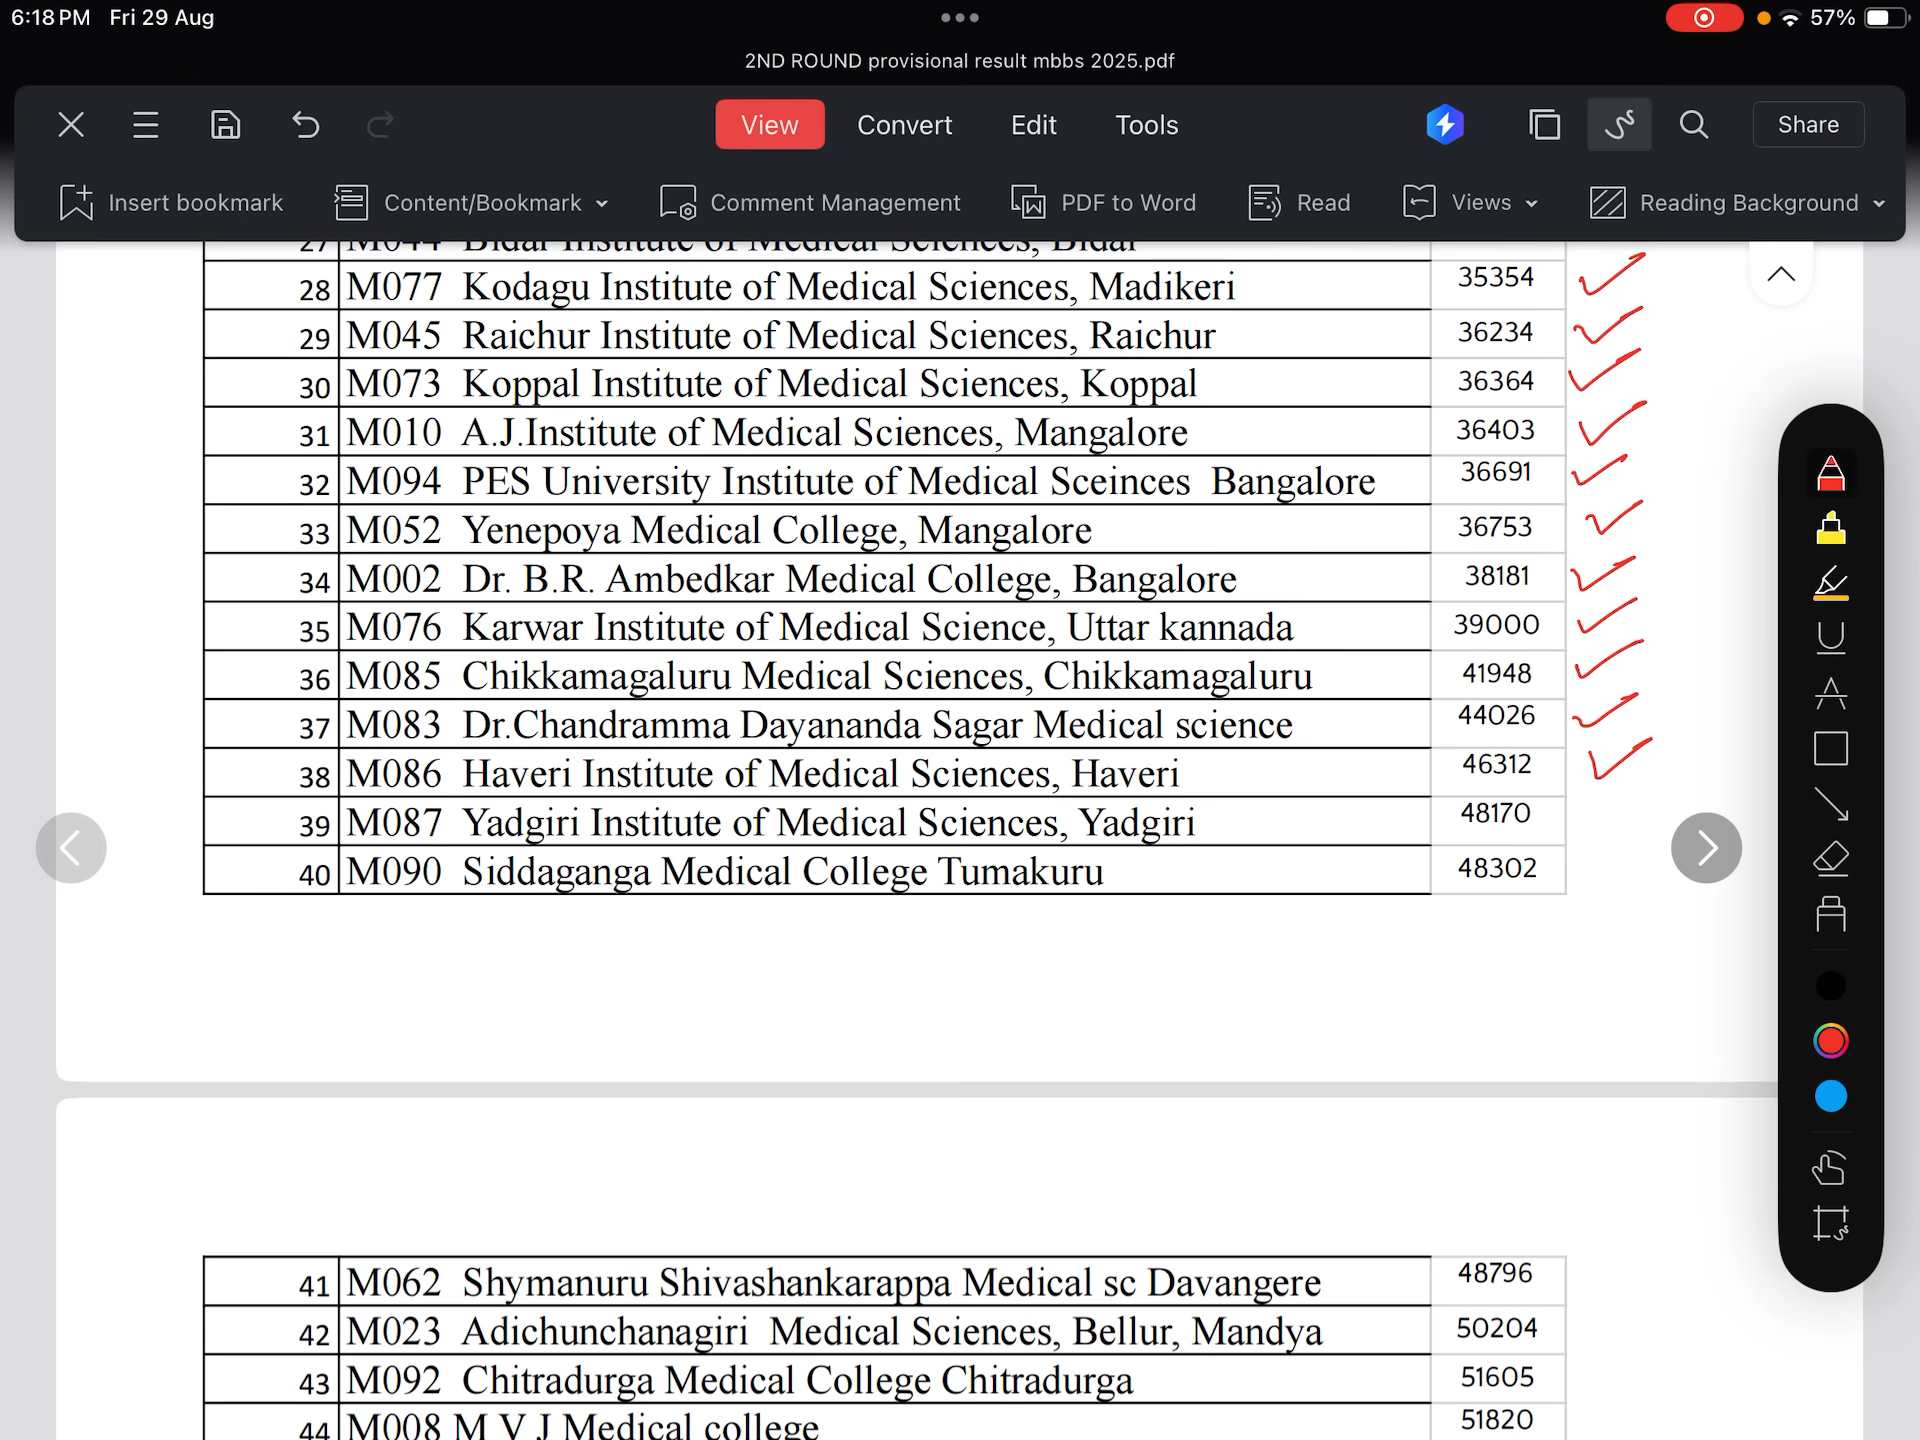 6:18 PM Fri 29 Aug
57%
2ND ROUND provisional result mbbs 2025.pdf
View Convert Edit Tools Share
Insert bookmark Content/Bookmark Comment Management PDF to Word Read Views Reading Background
27 M044 Bidar Institute of Medical Sciences, Bidar
28 M077 Kodagu Institute of Medical Sciences, Madikeri 35354
29 M045 Raichur Institute of Medical Sciences, Raichur 36234
30 M073 Koppal Institute of Medical Sciences, Koppal 36364
31 M010 A.J.Institute of Medical Sciences, Mangalore 36403
32 M094 PES University Institute of Medical Sceinces Bangalore 36691
33 M052 Yenepoya Medical College, Mangalore 36753
34 M002 Dr. B.R. Ambedkar Medical College, Bangalore 38181
35 M076 Karwar Institute of Medical Science, Uttar kannada 39000
36 M085 Chikkamagaluru Medical Sciences, Chikkamagaluru 41948
37 M083 Dr.Chandramma Dayananda Sagar Medical science 44026
38 M086 Haveri Institute of Medical Sciences, Haveri 46312
39 M087 Yadgiri Institute of Medical Sciences, Yadgiri 48170
40 M090 Siddaganga Medical College Tumakuru 48302
41 M062 Shymanuru Shivashankarappa Medical sc Davangere 48796
42 M023 Adichunchanagiri Medical Sciences, Bellur, Mandya 50204
43 M092 Chitradurga Medical College Chitradurga 51605
44 M008 M V J Medical college 51820